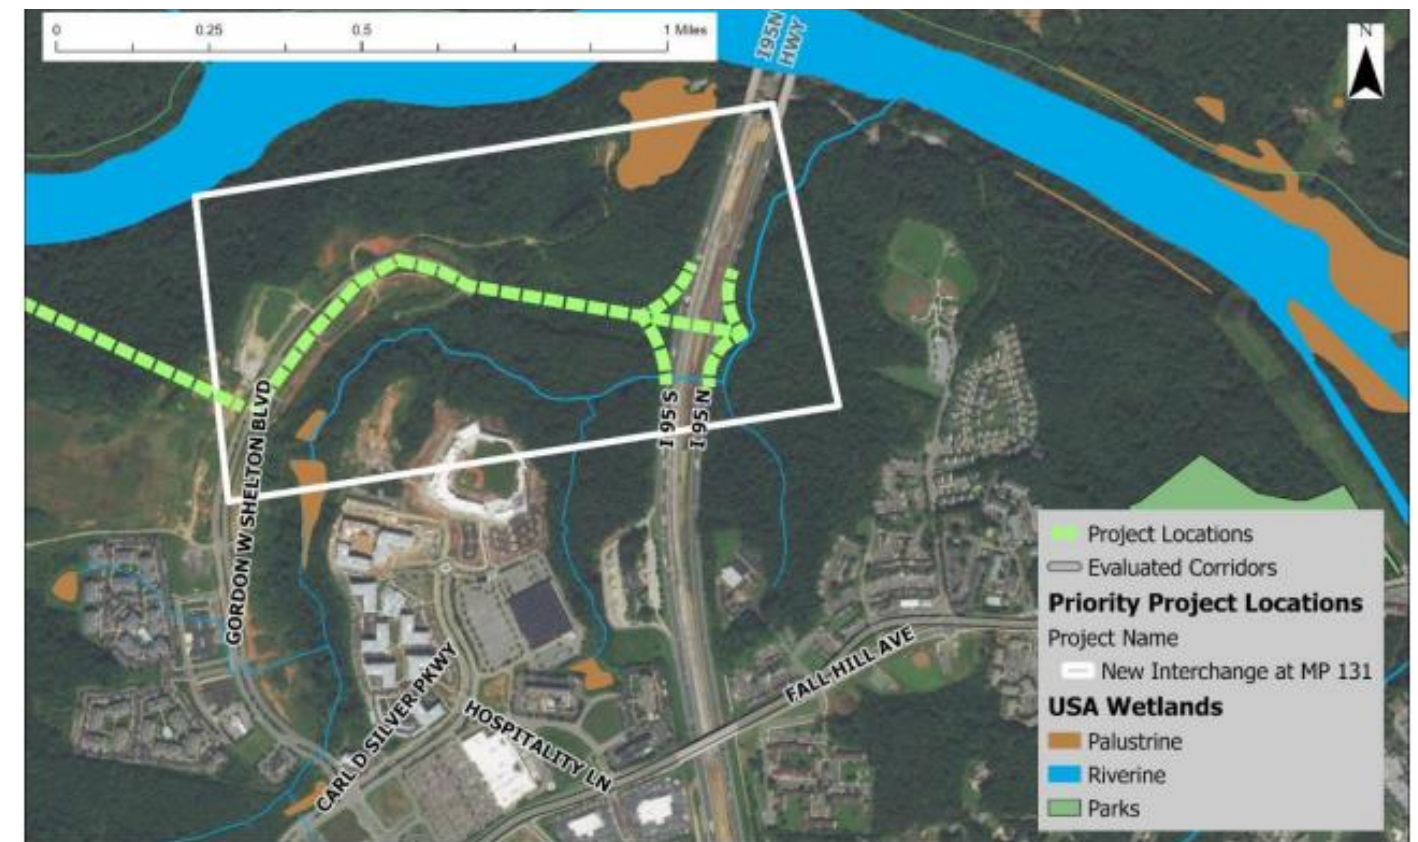 0 0.25 0.5 1 Miles
I95N
HWY
N
GORDON W SHELTON BLVD
I 95 S
I 95 N
CARL D SILVER PKWY
HOSPITALITY LN
FALL HILL AVE
Project Locations
Evaluated Corridors
Priority Project Locations
Project Name
New Interchange at MP 131
USA Wetlands
Palustrine
Riverine
Parks